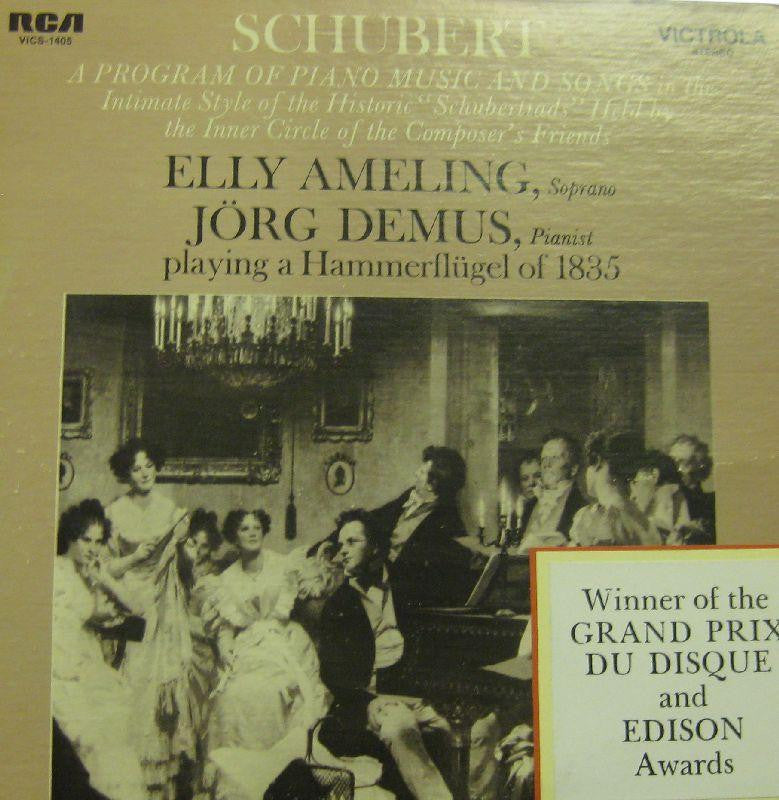 RCA
VICS-1405
SCHUBERT
VICTROLA
STEREO
A PROGRAM OF PIANO MUSIC AND SONGS in the
Intimate Style of the Historic "Schubertiads" Held by
the Inner Circle of the Composer's Friends
ELLY AMELING, Soprano
JÖRG DEMUS, Pianist
playing a Hammerflügel of 1835
Winner of the
GRAND PRIX
DU DISQUE
and
EDISON
Awards